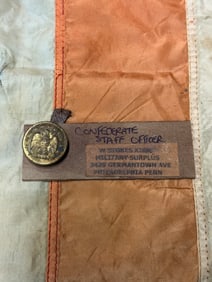 CONFEDERATE
STAFF OFFICER
W. STOKES KIRK
MILITARY SURPLUS
GERMANTOWN AVE
PHILADELPHIA PENN